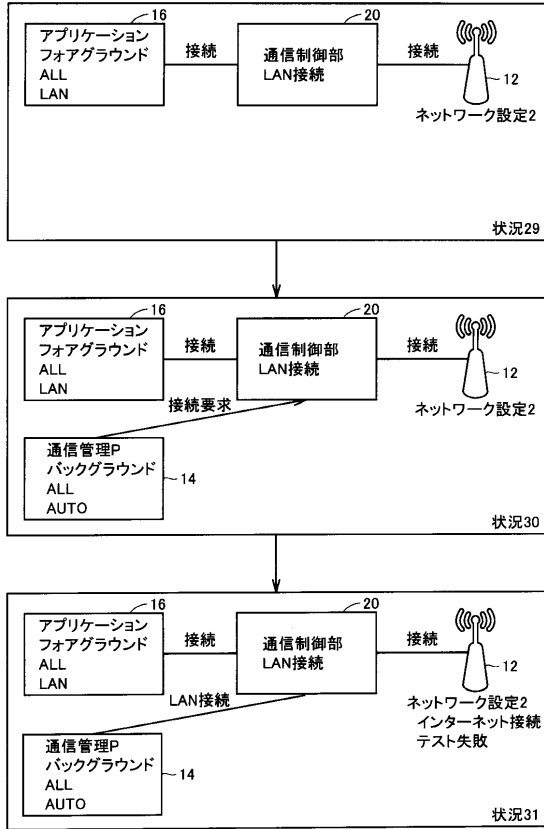 16
アプリケーション
フォアグラウンド
ALL
LAN
接続
20
通信制御部
LAN接続
接続
12
ネットワーク設定2
状況29
16
アプリケーション
フォアグラウンド
ALL
LAN
接続
20
通信制御部
LAN接続
接続
12
ネットワーク設定2
接続要求
通信管理P
バックグラウンド
ALL
AUTO
14
状況30
16
アプリケーション
フォアグラウンド
ALL
LAN
接続
20
通信制御部
LAN接続
接続
12
ネットワーク設定2
インターネット接続
テスト失敗
LAN接続
通信管理P
バックグラウンド
ALL
AUTO
14
状況31